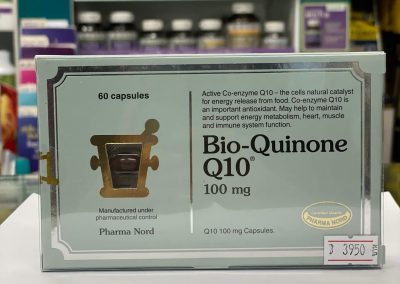 60 capsules
Active Co-enzyme Q10 – the cells natural catalyst
for energy release from food. Co-enzyme Q10 is
an important antioxidant. May help to maintain
and support energy metabolism, heart, muscle
and immune system function.
Bio-Quinone
Q10®
100 mg
Manufactured under
pharmaceutical control
Pharma Nord
Q10 100 mg Capsules.
PHARMA NORD
3950